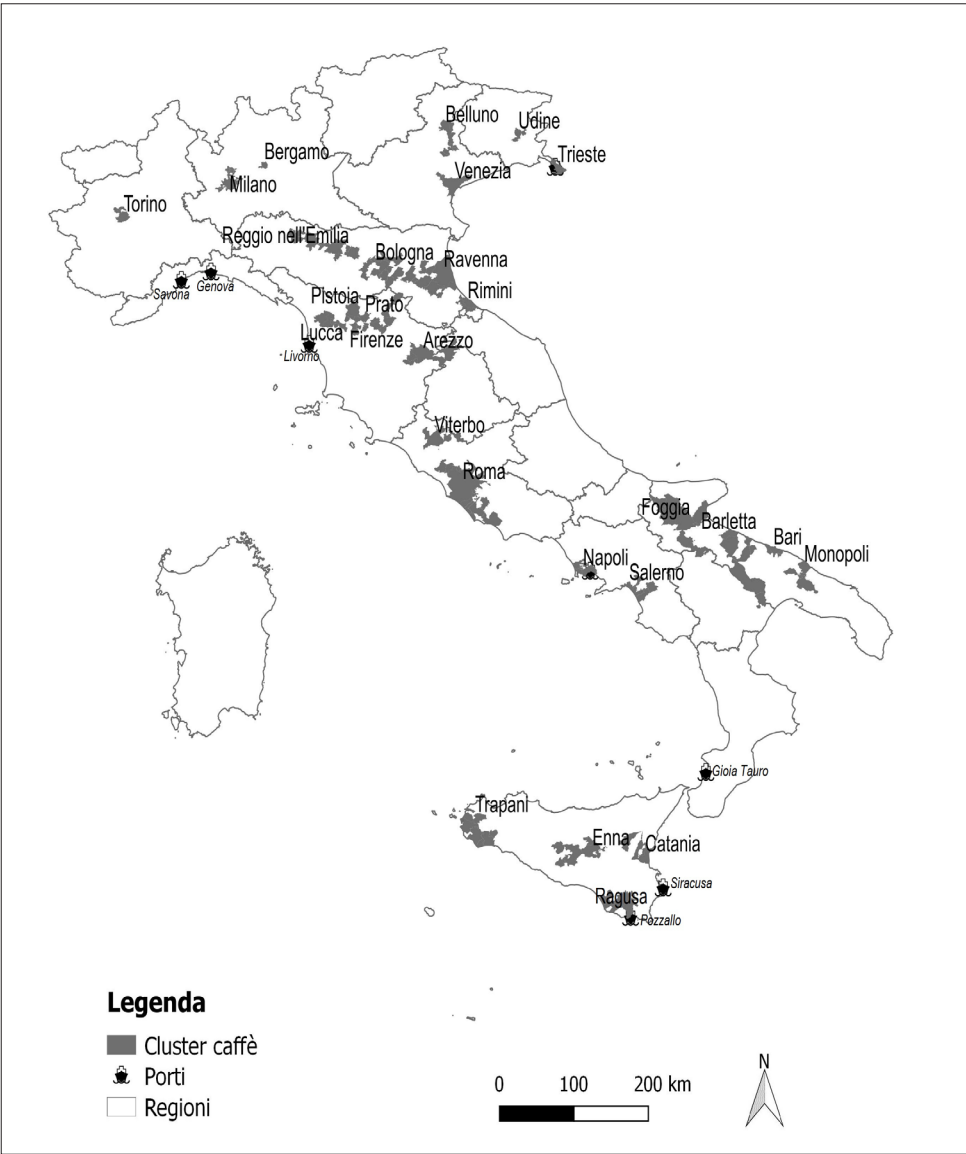 Belluno
Udine
Bergamo
Trieste
Venezia
Milano
Torino
Reggio nell'Emilia
Bologna
Ravenna
Savona
Genova
Rimini
Pistoia
Prato
Lucca
Firenze
Arezzo
Livorno
Viterbo
Roma
Foggia
Barletta
Bari
Monopoli
Napoli
Salerno
Gioia Tauro
Trapani
Enna
Catania
Siracusa
Ragusa
Pozzallo
Legenda
Cluster caffè
Porti
Regioni
0 100 200 km
N